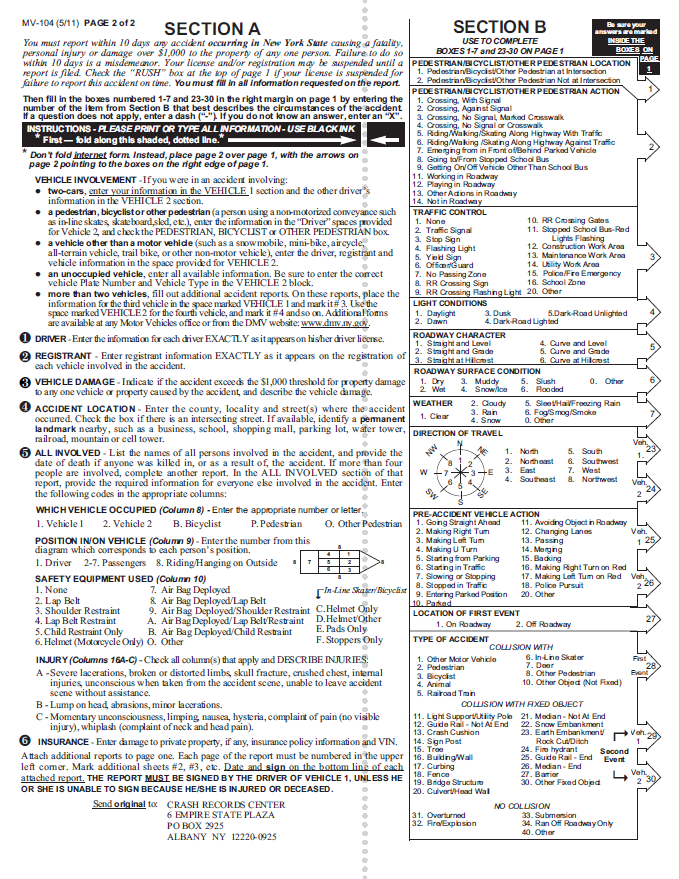 MV-104 (5/11) PAGE 2 of 2
SECTION A
You must report within 10 days any accident occurring in New York State causing a fatality,
personal injury or damage over $1,000 to the property of any one person. Failure to do so
within 10 days is a misdemeanor. Your license and/or registration may be suspended until a
report is filed. Check the "RUSH" box at the top of page 1 if your license is suspended for
failure to report this accident on time. You must fill in all information requested on the report.
Then fill in the boxes numbered 1-7 and 23-30 in the right margin on page 1 by entering the
number of the item from Section B that best describes the circumstances of the accident.
If a question does not apply, enter a dash ("-"). If you do not know an answer, enter an "X".
INSTRUCTIONS - PLEASE PRINT OR TYPE ALL INFORMATION - USE BLACK INK
* First — fold along this shaded, dotted line.*
* Don't fold internet form. Instead, place page 2 over page 1, with the arrows on
page 2 pointing to the boxes on the right edge of page 1.
VEHICLE INVOLVEMENT - If you were in an accident involving:
● two-cars, enter your information in the VEHICLE 1 section and the other driver's
information in the VEHICLE 2 section.
● a pedestrian, bicyclist or other pedestrian (a person using a non-motorized conveyance such
as in-line skates, skateboard, sled, etc.), enter the information in the "Driver" spaces provided
for Vehicle 2, and check the PEDESTRIAN, BICYCLIST or OTHER PEDESTRIAN box.
● a vehicle other than a motor vehicle (such as a snowmobile, mini-bike, aircycle,
all-terrain vehicle, trail bike, or other non-motor vehicle), enter the driver, registrant and
vehicle information in the space provided for VEHICLE 2.
● an unoccupied vehicle, enter all available information. Be sure to enter the correct
vehicle Plate Number and Vehicle Type in the VEHICLE 2 block.
● more than two vehicles, fill out additional accident reports. On these reports, place the
information for the third vehicle in the space marked VEHICLE 1 and mark it # 3. Use the
space marked VEHICLE 2 for the fourth vehicle, and mark it # 4 and so on. Additional forms
are available at any Motor Vehicles office or from the DMV website: www.dmv.ny.gov.
❶ DRIVER - Enter the information for each driver EXACTLY as it appears on his/her driver license.
❷ REGISTRANT - Enter registrant information EXACTLY as it appears on the registration of
each vehicle involved in the accident.
❸ VEHICLE DAMAGE - Indicate if the accident exceeds the $1,000 threshold for property damage
to any one vehicle or property caused by the accident, and describe the vehicle damage.
❹ ACCIDENT LOCATION - Enter the county, locality and street(s) where the accident
occurred. Check the box if there is an intersecting street. If available, identify a permanent
landmark nearby, such as a business, school, shopping mall, parking lot, water tower,
railroad, mountain or cell tower.
❺ ALL INVOLVED - List the names of all persons involved in the accident, and provide the
date of death if anyone was killed in, or as a result of, the accident. If more than four
people are involved, complete another report. In the ALL INVOLVED section of that
report, provide the required information for everyone else involved in the accident. Enter
the following codes in the appropriate columns:
WHICH VEHICLE OCCUPIED (Column 8) - Enter the appropriate number or letter.
1. Vehicle 1 2. Vehicle 2 B. Bicyclist P. Pedestrian O. Other Pedestrian
POSITION IN/ON VEHICLE (Column 9) - Enter the number from this
diagram which corresponds to each person's position.
1. Driver 2-7. Passengers 8. Riding/Hanging on Outside
8
8 7 4 1 8
5 2
6 3
8
SAFETY EQUIPMENT USED (Column 10)
1. None 7. Air Bag Deployed
2. Lap Belt 8. Air Bag Deployed/Lap Belt
3. Shoulder Restraint 9. Air Bag Deployed/Shoulder Restraint
4. Lap Belt Restraint A. Air Bag Deployed/ Lap Belt/Restraint
5. Child Restraint Only B. Air Bag Deployed/Child Restraint
6. Helmet (Motorcycle Only) O. Other
In-Line Skater/Bicyclist
C.Helmet Only
D.Helmet/Other
E. Pads Only
F. Stoppers Only
INJURY (Columns 16A-C) - Check all column(s) that apply and DESCRIBE INJURIES:
A - Severe lacerations, broken or distorted limbs, skull fracture, crushed chest, internal
injuries, unconscious when taken from the accident scene, unable to leave accident
scene without assistance.
B - Lump on head, abrasions, minor lacerations.
C - Momentary unconsciousness, limping, nausea, hysteria, complaint of pain (no visible
injury), whiplash (complaint of neck and head pain).
❻ INSURANCE - Enter damage to private property, if any, insurance policy information and VIN.
Attach additional reports to page one. Each page of the report must be numbered in the upper
left corner. Mark additional sheets #2, #3, etc. Date and sign on the bottom line of each
attached report. THE REPORT MUST BE SIGNED BY THE DRIVER OF VEHICLE 1, UNLESS HE
OR SHE IS UNABLE TO SIGN BECAUSE HE/SHE IS INJURED OR DECEASED.
Send original to: CRASH RECORDS CENTER
6 EMPIRE STATE PLAZA
PO BOX 2925
ALBANY NY 12220-0925
SECTION B
USE TO COMPLETE
BOXES 1-7 and 23-30 ON PAGE 1
Be sure your
answers are marked
INSIDE THE
BOXES ON
PAGE
1
PEDESTRIAN/BICYCLIST/OTHER PEDESTRIAN LOCATION
1. Pedestrian/Bicyclist/Other Pedestrian at Intersection
2. Pedestrian/Bicyclist/Other Pedestrian Not at Intersection
1
PEDESTRIAN/BICYCLIST/OTHER PEDESTRIAN ACTION
1. Crossing, With Signal
2. Crossing, Against Signal
3. Crossing, No Signal, Marked Crosswalk
4. Crossing, No Signal or Crosswalk
5. Riding/Walking/Skating Along Highway With Traffic
6. Riding/Walking /Skating Along Highway Against Traffic
7. Emerging from in Front of/Behind Parked Vehicle
8. Going to/From Stopped School Bus
9. Getting On/Off Vehicle Other Than School Bus
11. Working in Roadway
12. Playing in Roadway
13. Other Actions in Roadway
14. Not in Roadway
2
TRAFFIC CONTROL
1. None 10. RR Crossing Gates
2. Traffic Signal 11. Stopped School Bus-Red
3. Stop Sign Lights Flashing
4. Flashing Light 12. Construction Work Area
5. Yield Sign 13. Maintenance Work Area
6. Officer/Guard 14. Utility Work Area
7. No Passing Zone 15. Police/Fire Emergency
8. RR Crossing Sign 16. School Zone
9. RR Crossing Flashing Light 20. Other
3
LIGHT CONDITIONS
1. Daylight 3. Dusk 5.Dark-Road Unlighted
2. Dawn 4. Dark-Road Lighted
4
ROADWAY CHARACTER
1. Straight and Level 4. Curve and Level
2. Straight and Grade 5. Curve and Grade
3. Straight at Hillcrest 6. Curve at Hillcrest
5
ROADWAY SURFACE CONDITION
1. Dry 3. Muddy 5. Slush 0. Other
2. Wet 4. Snow/Ice 6. Flooded
6
WEATHER 2. Cloudy 5. Sleet/Hail/Freezing Rain
1. Clear 3. Rain 6. Fog/Smog/Smoke
4. Snow 0. Other
7
DIRECTION OF TRAVEL
N
NW NE
W E
SW SE
S
1 2 3 4 5 6 7 8
1. North 5. South
2. Northeast 6. Southwest
3. East 7. West
4. Southeast 8. Northwest
Veh. 1 23
Veh. 2 24
PRE-ACCIDENT VEHICLE ACTION
1. Going Straight Ahead 11. Avoiding Object in Roadway
2. Making Right Turn 12. Changing Lanes
3. Making Left Turn 13. Passing
4. Making U Turn 14. Merging
5. Starting from Parking 15. Backing
6. Starting in Traffic 16. Making Right Turn on Red
7. Slowing or Stopping 17. Making Left Turn on Red
8. Stopped in Traffic 18. Police Pursuit
9. Entering Parked Position 20. Other
10. Parked
Veh. 1 25
Veh. 2 26
LOCATION OF FIRST EVENT
1. On Roadway 2. Off Roadway
27
TYPE OF ACCIDENT
COLLISION WITH
1. Other Motor Vehicle 6. In-Line Skater
2. Pedestrian 7. Deer
3. Bicyclist 8. Other Pedestrian
4. Animal 10. Other Object (Not Fixed)
5. Railroad Train
First Event 28
COLLISION WITH FIXED OBJECT
11. Light Support/Utility Pole 21. Median - Not At End
12. Guide Rail - Not At End 22. Snow Embankment
13. Crash Cushion 23. Earth Embankment/
14. Sign Post Rock Cut/Ditch
15. Tree 24. Fire hydrant
16. Building/Wall 25. Guide Rail - End
17. Curbing 26. Median - End
18. Fence 27. Barrier
19. Bridge Structure 30. Other Fixed Object
20. Culvert/Head Wall
Second Event
Veh. 1 29
Veh. 2 30
NO COLLISION
31. Overturned 33. Submersion
32. Fire/Explosion 34. Ran Off Roadway Only
40. Other